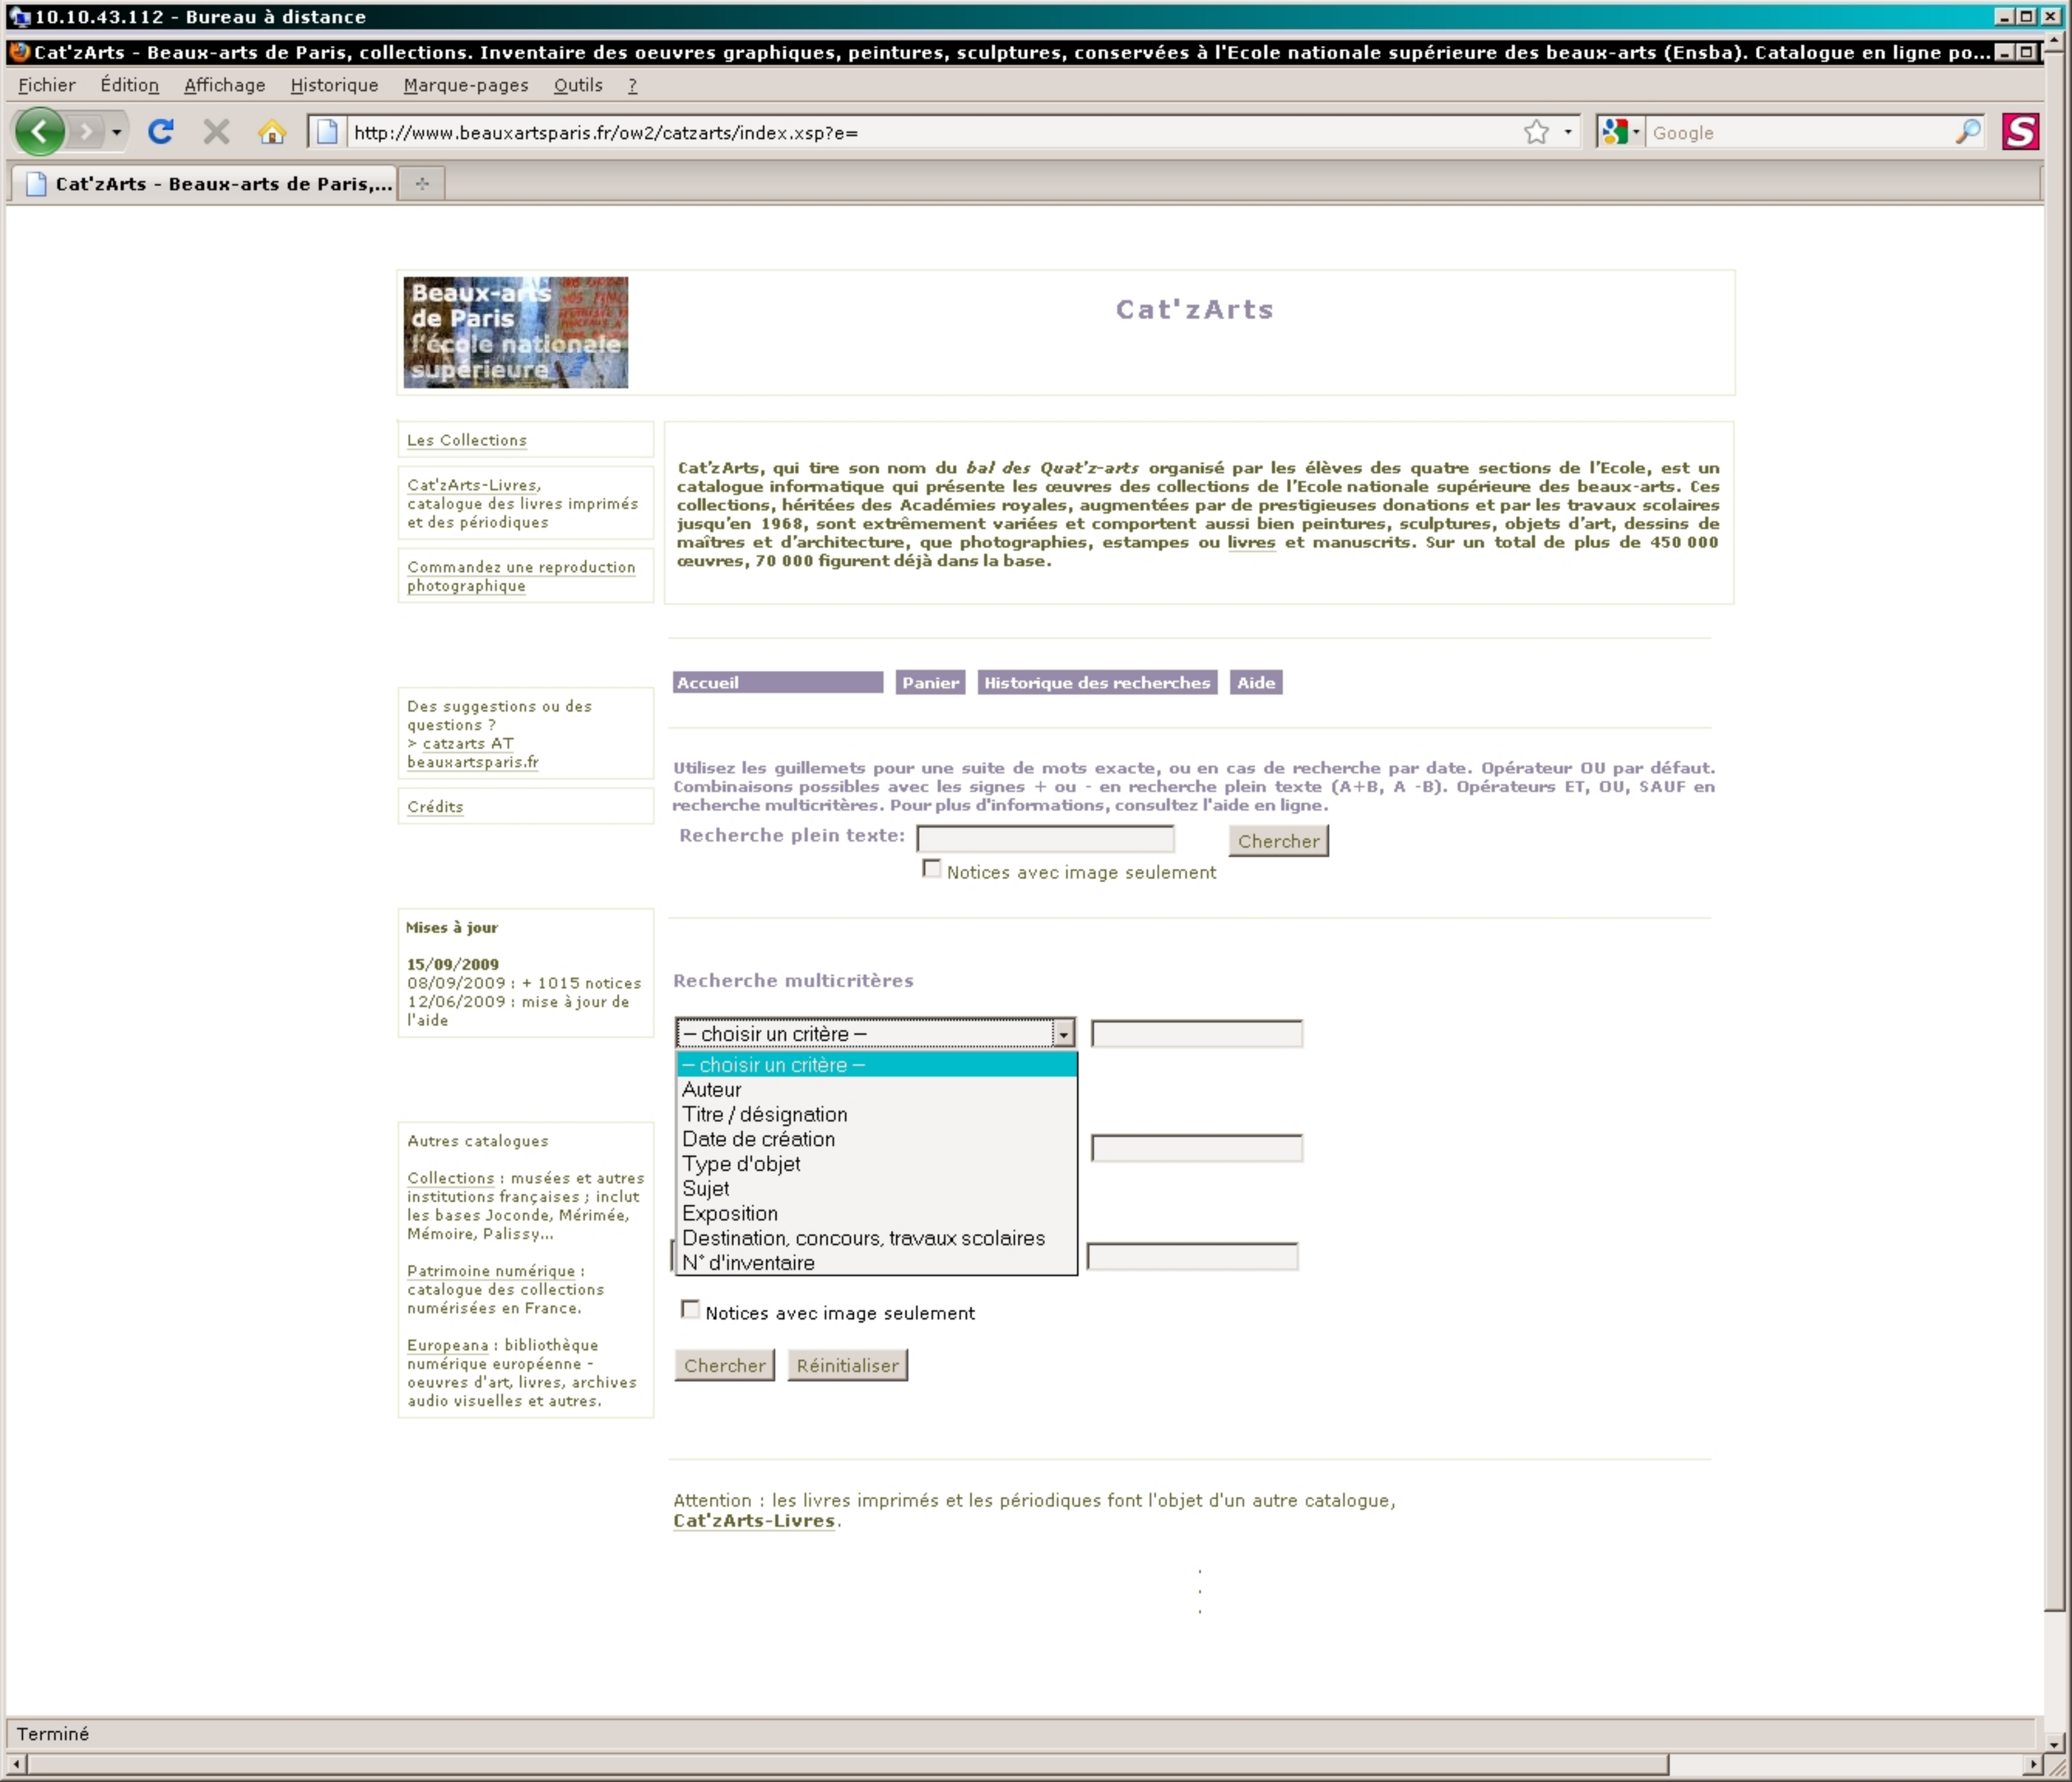 10.10.43.112 - Bureau à distance
Cat'zArts - Beaux-arts de Paris, collections. Inventaire des oeuvres graphiques, peintures, sculptures, conservées à l'Ecole nationale supérieure des beaux-arts (Ensba). Catalogue en ligne po...
Fichier Édition Affichage Historique Marque-pages Outils ?
http://www.beauxartsparis.fr/ow2/catzarts/index.xsp?e=
Google
S
Cat'zArts - Beaux-arts de Paris,...
Beaux-arts
de Paris
l'école nationale
supérieure
Cat'zArts
Les Collections
Cat'zArts-Livres,
catalogue des livres imprimés
et des périodiques
Commandez une reproduction
photographique
Cat'zArts, qui tire son nom du bal des Quat'z-arts organisé par les élèves des quatre sections de l'Ecole, est un
catalogue informatique qui présente les œuvres des collections de l'Ecole nationale supérieure des beaux-arts. Ces
collections, héritées des Académies royales, augmentées par de prestigieuses donations et par les travaux scolaires
jusqu'en 1968, sont extrêmement variées et comportent aussi bien peintures, sculptures, objets d'art, dessins de
maîtres et d'architecture, que photographies, estampes ou livres et manuscrits. Sur un total de plus de 450 000
œuvres, 70 000 figurent déjà dans la base.
Accueil Panier Historique des recherches Aide
Des suggestions ou des
questions ?
> catzarts AT
beauxartsparis.fr
Crédits
Utilisez les guillemets pour une suite de mots exacte, ou en cas de recherche par date. Opérateur OU par défaut.
Combinaisons possibles avec les signes + ou - en recherche plein texte (A+B, A -B). Opérateurs ET, OU, SAUF en
recherche multicritères. Pour plus d'informations, consultez l'aide en ligne.
Recherche plein texte: Chercher
Notices avec image seulement
Mises à jour
15/09/2009
08/09/2009 : + 1015 notices
12/06/2009 : mise à jour de
l'aide
Recherche multicritères
– choisir un critère –
– choisir un critère –
Auteur
Titre / désignation
Date de création
Type d'objet
Sujet
Exposition
Destination, concours, travaux scolaires
N° d'inventaire
Notices avec image seulement
Chercher Réinitialiser
Autres catalogues
Collections : musées et autres
institutions françaises ; inclut
les bases Joconde, Mérimée,
Mémoire, Palissy...
Patrimoine numérique :
catalogue des collections
numérisées en France.
Europeana : bibliothèque
numérique européenne -
oeuvres d'art, livres, archives
audio visuelles et autres.
Attention : les livres imprimés et les périodiques font l'objet d'un autre catalogue,
Cat'zArts-Livres.
Terminé